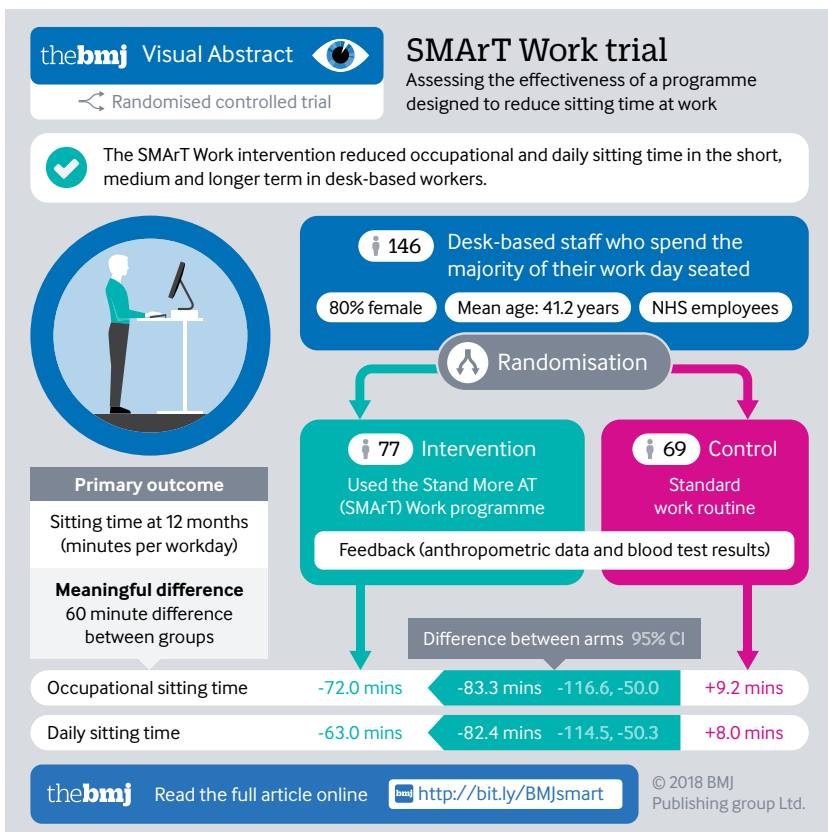 thebmj Visual Abstract
Randomised controlled trial
SMArT Work trial
Assessing the effectiveness of a programme
designed to reduce sitting time at work
The SMArT Work intervention reduced occupational and daily sitting time in the short,
medium and longer term in desk-based workers.
146 Desk-based staff who spend the
majority of their work day seated
80% female Mean age: 41.2 years NHS employees
Randomisation
77 Intervention
Used the Stand More AT
(SMArT) Work programme
69 Control
Standard
work routine
Feedback (anthropometric data and blood test results)
Primary outcome
Sitting time at 12 months
(minutes per workday)
Meaningful difference
60 minute difference
between groups
Difference between arms 95% CI
Occupational sitting time -72.0 mins -83.3 mins -116.6, -50.0 +9.2 mins
Daily sitting time -63.0 mins -82.4 mins -114.5, -50.3 +8.0 mins
thebmj Read the full article online bmj http://bit.ly/BMJsmart
© 2018 BMJ
Publishing group Ltd.